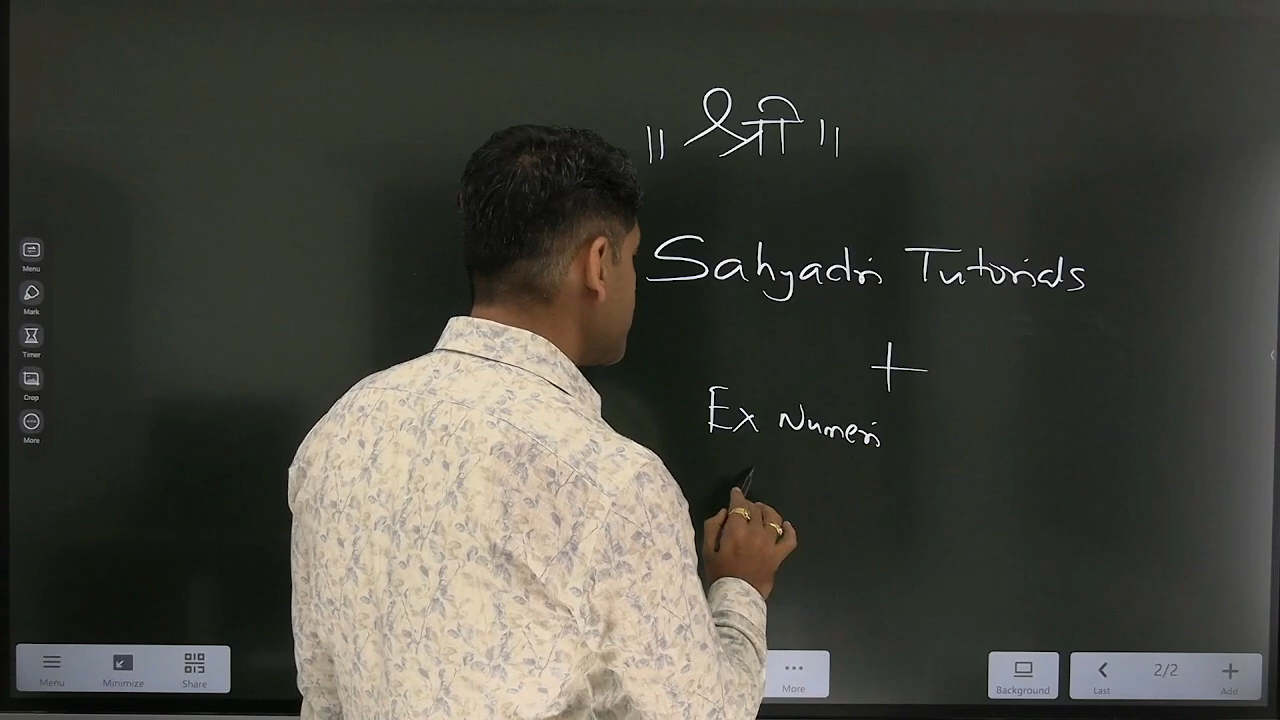 ॥ श्री ॥
Sahyadri Tutorials
+
Ex Numeri
Menu
Mark
Timer
Crop
More
Menu Minimize Share More Background Last 2/2 Add